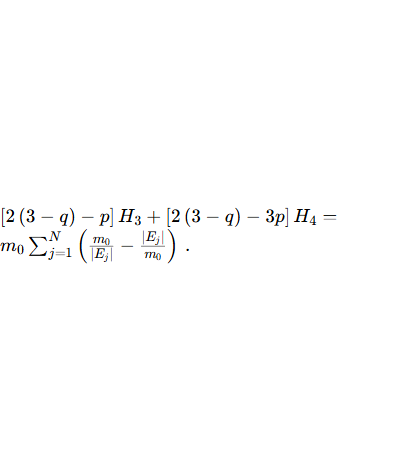 [2 (3 − q) − p] H₃ + [2 (3 − q) − 3p] H₄ =
m₀ ∑ⱼ₌₁ᴺ (m₀/|Eⱼ| − |Eⱼ|/m₀) .